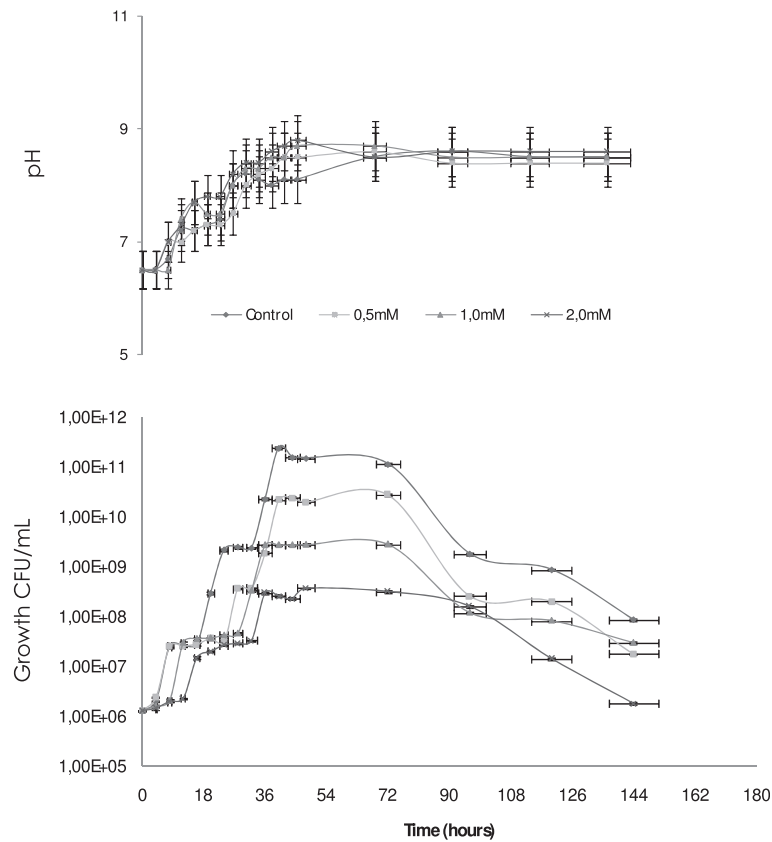 11
9
pH
7
Control 0,5mM 1,0mM 2,0mM
5
1,00E+12
1,00E+11
1,00E+10
1,00E+09
1,00E+08
1,00E+07
1,00E+06
1,00E+05
Growth CFU/mL
0 18 36 54 72 90 108 126 144 162 180
Time (hours)